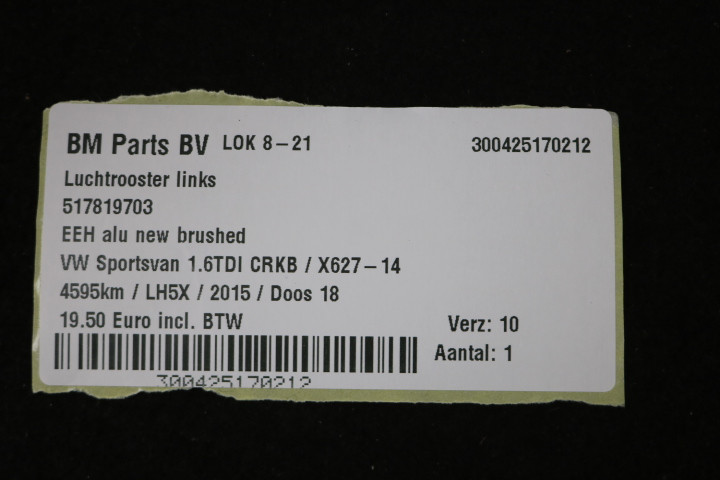 BM Parts BV LOK 8-21 300425170212
Luchtrooster links
517819703
EEH alu new brushed
VW Sportsvan 1.6TDI CRKB / X627-14
4595km / LH5X / 2015 / Doos 18
19.50 Euro incl. BTW Verz: 10
Aantal: 1
300425170212